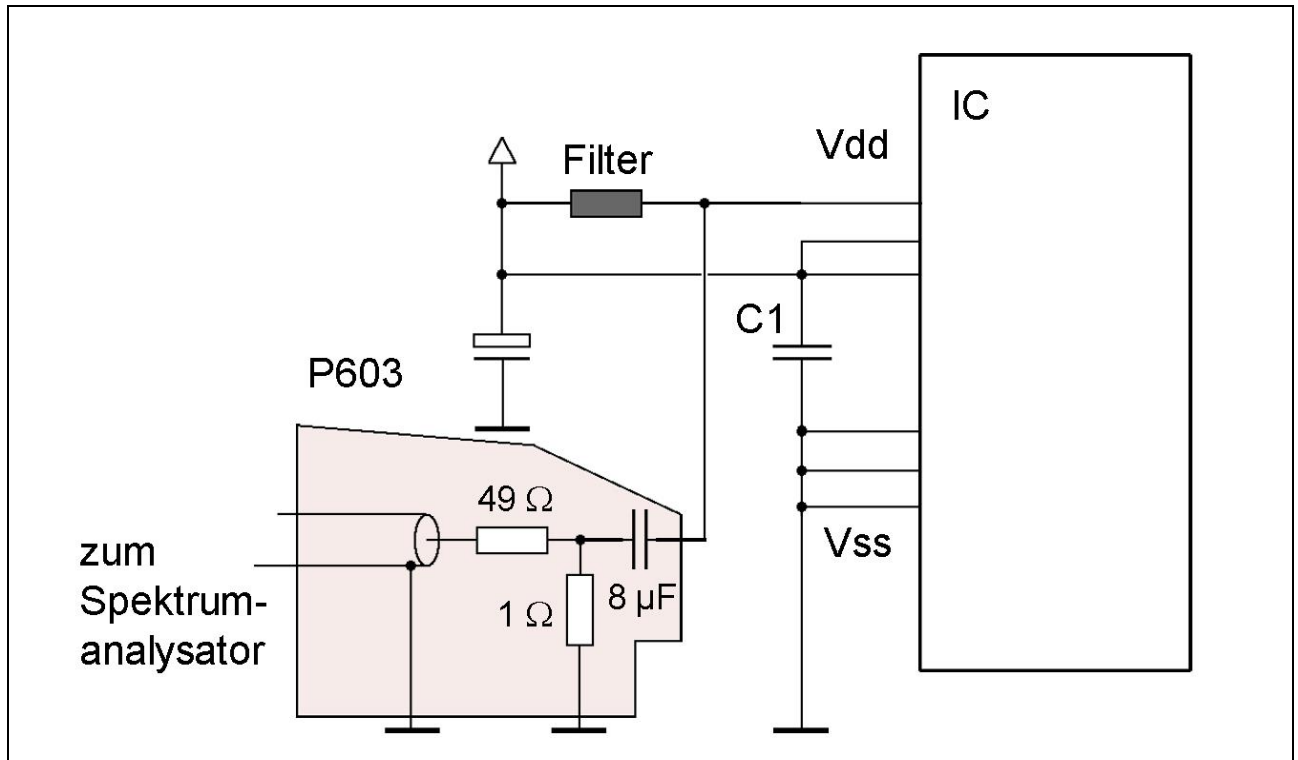 IC
Vdd
Filter
C1
P603
49 Ω
Vss
zum
Spektrum-
analysator
1 Ω
8 µF